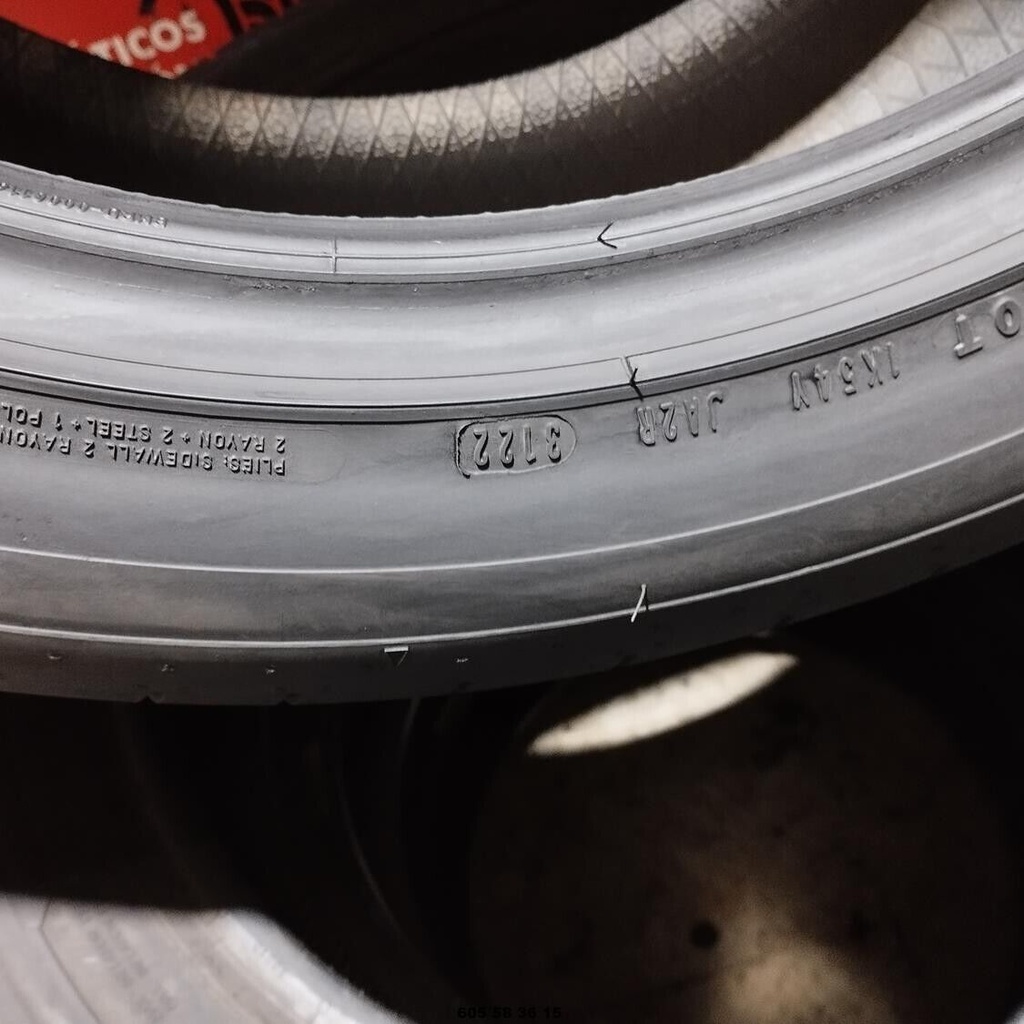 TICOS
OT 1K54Y JA2R 3122
PLIES: SIDEWALL 2 RAYON
2 RAYON + 2 STEEL + 1 POL
605 58 36 15